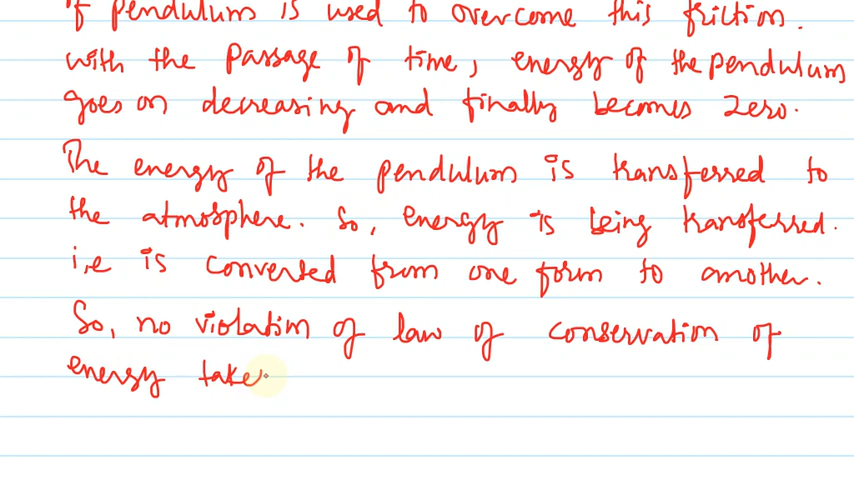 of pendulum is used to overcome this friction.
with the passage of time, energy of the pendulum
goes on decreasing and finally becomes zero.
The energy of the pendulum is transferred to
the atmosphere. So, energy is being transferred.
i,e is converted from one form to another.
So, no violation of law of conservation of
energy take